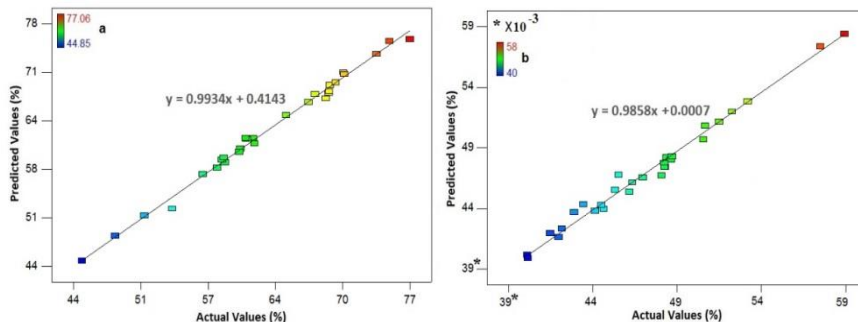 77.06
44.85
a
y = 0.9934x + 0.4143
Predicted Values (%)
78
71
64
58
51
44
44 51 57 64 70 77
Actual Values (%)
* X10-3
58
40
b
y = 0.9858x +0.0007
Predicted Values (%)
59
54
49
44
39*
39* 44 49 54 59
Actual Values (%)